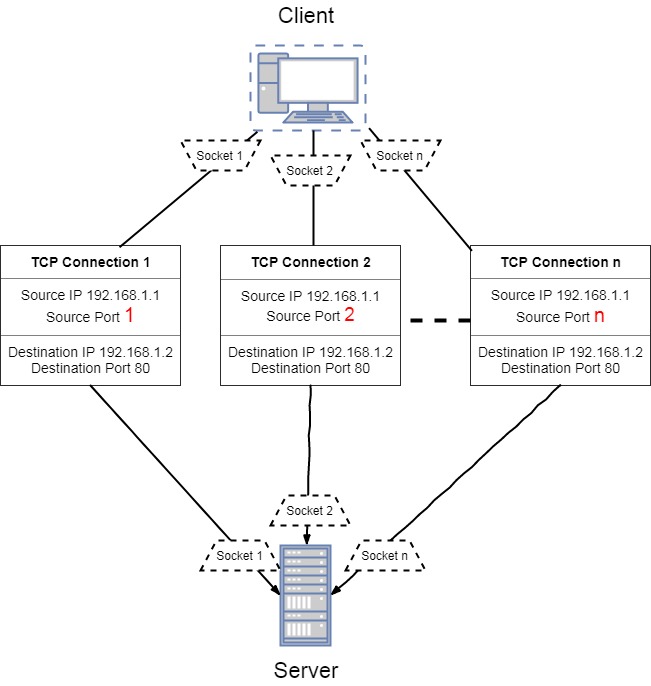 Client
Socket 1
Socket 2
Socket n
TCP Connection 1
Source IP 192.168.1.1
Source Port 1
Destination IP 192.168.1.2
Destination Port 80
TCP Connection 2
Source IP 192.168.1.1
Source Port 2
Destination IP 192.168.1.2
Destination Port 80
TCP Connection n
Source IP 192.168.1.1
Source Port n
Destination IP 192.168.1.2
Destination Port 80
Socket 1
Socket 2
Socket n
Server